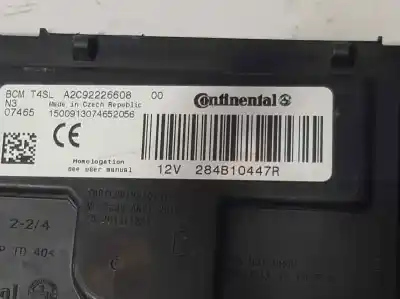 BCM T4SL A2C92226608 00
N3 Made in Czech Republic
07465 1500913074652056
Continental
CE
Homologation
see user manual
12V 284B10447R
2-2/4